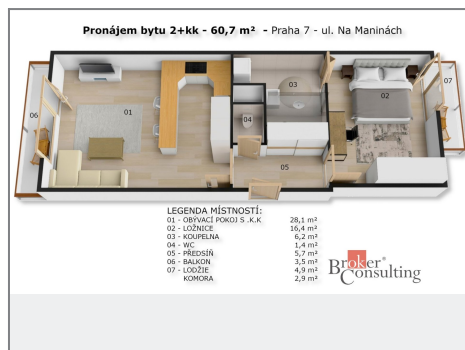 Pronájem bytu 2+kk - 60,7 m² - Praha 7 - ul. Na Maninách
07
03
02
06
01
04
05
LEGENDA MÍSTNOSTÍ:
01 - OBÝVACÍ POKOJ S .K.K 28,1 m²
02 - LOŽNICE 16,4 m²
03 - KOUPELNA 6,2 m²
04 - WC 1,4 m²
05 - PŘEDSÍŇ 5,7 m²
06 - BALKON 3,5 m²
07 - LODŽIE 4,9 m²
KOMORA 2,9 m²
Broker®
Consulting